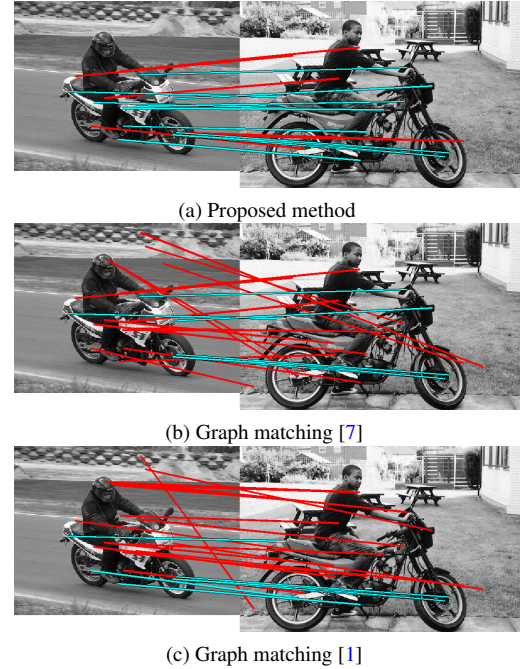 (a) Proposed method
(b) Graph matching [7]
(c) Graph matching [1]